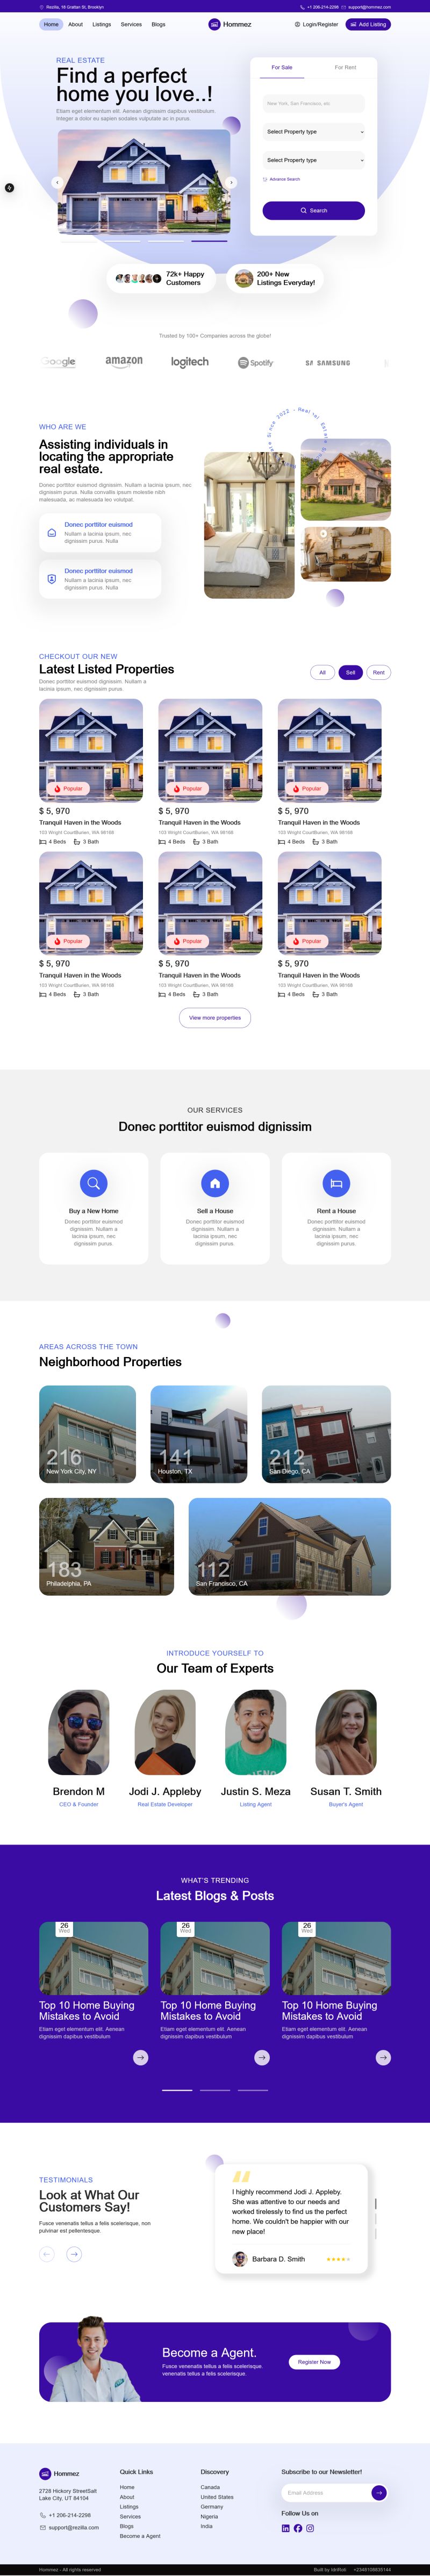 Rezilla, 18 Grattan St, Brooklyn
+1 206-214-2298
support@hommez.com
Home
About
Listings
Services
Blogs
Hommez
Login/Register
Add Listing
REAL ESTATE
Find a perfect
home you love..!
Etiam eget elementum elit. Aenean dignissim dapibus vestibulum.
Integer a dolor eu sapien sodales vulputate ac in purus.
For Sale
For Rent
New York, San Francisco, etc
Select Property type
Select Property type
Advance Search
Search
72k+ Happy
Customers
200+ New
Listings Everyday!
Trusted by 100+ Companies across the globe!
Google
amazon
logitech
Spotify
SAMSUNG
WHO ARE WE
Assisting individuals in
locating the appropriate
real estate.
Donec porttitor euismod dignissim. Nullam a lacinia ipsum, nec
dignissim purus. Nulla convallis ipsum molestie nibh
malesuada, ac malesuada leo volutpat.
Donec porttitor euismod
Nullam a lacinia ipsum, nec
dignissim purus. Nulla
Donec porttitor euismod
Nullam a lacinia ipsum, nec
dignissim purus. Nulla
Since 2022 - Real
CHECKOUT OUR NEW
Latest Listed Properties
Donec porttitor euismod dignissim. Nullam a
lacinia ipsum, nec dignissim purus.
All
Sell
Rent
Popular
Popular
Popular
$ 5, 970
$ 5, 970
$ 5, 970
Tranquil Haven in the Woods
Tranquil Haven in the Woods
Tranquil Haven in the Woods
103 Wright CourtBurien, WA 98168
103 Wright CourtBurien, WA 98168
103 Wright CourtBurien, WA 98168
4 Beds 3 Bath
4 Beds 3 Bath
4 Beds 3 Bath
Popular
Popular
Popular
$ 5, 970
$ 5, 970
$ 5, 970
Tranquil Haven in the Woods
Tranquil Haven in the Woods
Tranquil Haven in the Woods
103 Wright CourtBurien, WA 98168
103 Wright CourtBurien, WA 98168
103 Wright CourtBurien, WA 98168
4 Beds 3 Bath
4 Beds 3 Bath
4 Beds 3 Bath
View more properties
OUR SERVICES
Donec porttitor euismod dignissim
Buy a New Home
Donec porttitor euismod
dignissim. Nullam a
lacinia ipsum, nec
dignissim purus.
Sell a House
Donec porttitor euismod
dignissim. Nullam a
lacinia ipsum, nec
dignissim purus.
Rent a House
Donec porttitor euismod
dignissim. Nullam a
lacinia ipsum, nec
dignissim purus.
AREAS ACROSS THE TOWN
Neighborhood Properties
216
New York City, NY
141
Houston, TX
212
San Diego, CA
183
Philadelphia, PA
112
San Francisco, CA
INTRODUCE YOURSELF TO
Our Team of Experts
Brendon M
CEO & Founder
Jodi J. Appleby
Real Estate Developer
Justin S. Meza
Listing Agent
Susan T. Smith
Buyer's Agent
WHAT'S TRENDING
Latest Blogs & Posts
26
Wed
26
Wed
26
Wed
Top 10 Home Buying
Mistakes to Avoid
Etiam eget elementum elit. Aenean
dignissim dapibus vestibulum
Top 10 Home Buying
Mistakes to Avoid
Etiam eget elementum elit. Aenean
dignissim dapibus vestibulum
Top 10 Home Buying
Mistakes to Avoid
Etiam eget elementum elit. Aenean
dignissim dapibus vestibulum
TESTIMONIALS
Look at What Our
Customers Say!
Fusce venenatis tellus a felis scelerisque, non
pulvinar est pellentesque.
I highly recommend Jodi J. Appleby.
She was attentive to our needs and
worked tirelessly to find us the perfect
home. We couldn't be happier with our
new place!
Barbara D. Smith
Become a Agent.
Fusce venenatis tellus a felis scelerisque.
venenatis tellus a felis scelerisque.
Register Now
Hommez
2728 Hickory StreetSalt
Lake City, UT 84104
+1 206-214-2298
support@rezilla.com
Quick Links
Home
About
Listings
Services
Blogs
Become a Agent
Discovery
Canada
United States
Germany
Nigeria
India
Subscribe to our Newsletter!
Email Address
Follow Us on
Hommez - All rights reserved
Built by IdrilHub
+2348108835144